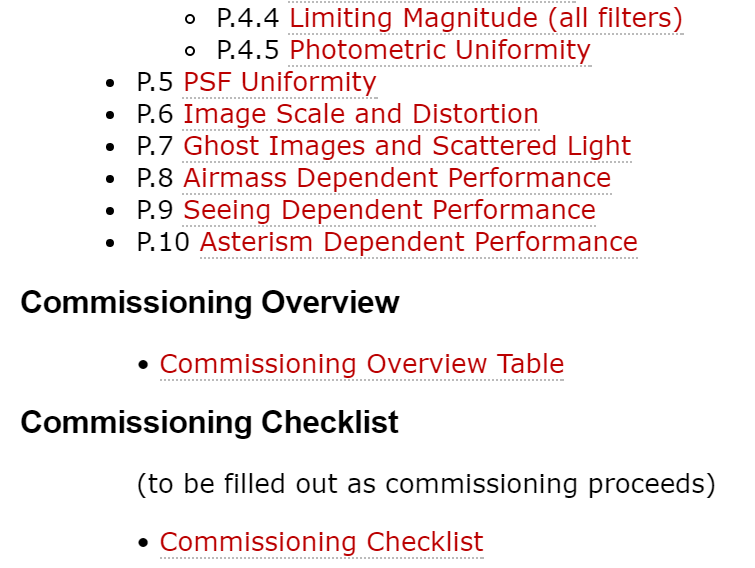 P.4.4 Limiting Magnitude (all filters)
P.4.5 Photometric Uniformity
P.5 PSF Uniformity
P.6 Image Scale and Distortion
P.7 Ghost Images and Scattered Light
P.8 Airmass Dependent Performance
P.9 Seeing Dependent Performance
P.10 Asterism Dependent Performance
Commissioning Overview
Commissioning Overview Table
Commissioning Checklist
(to be filled out as commissioning proceeds)
Commissioning Checklist